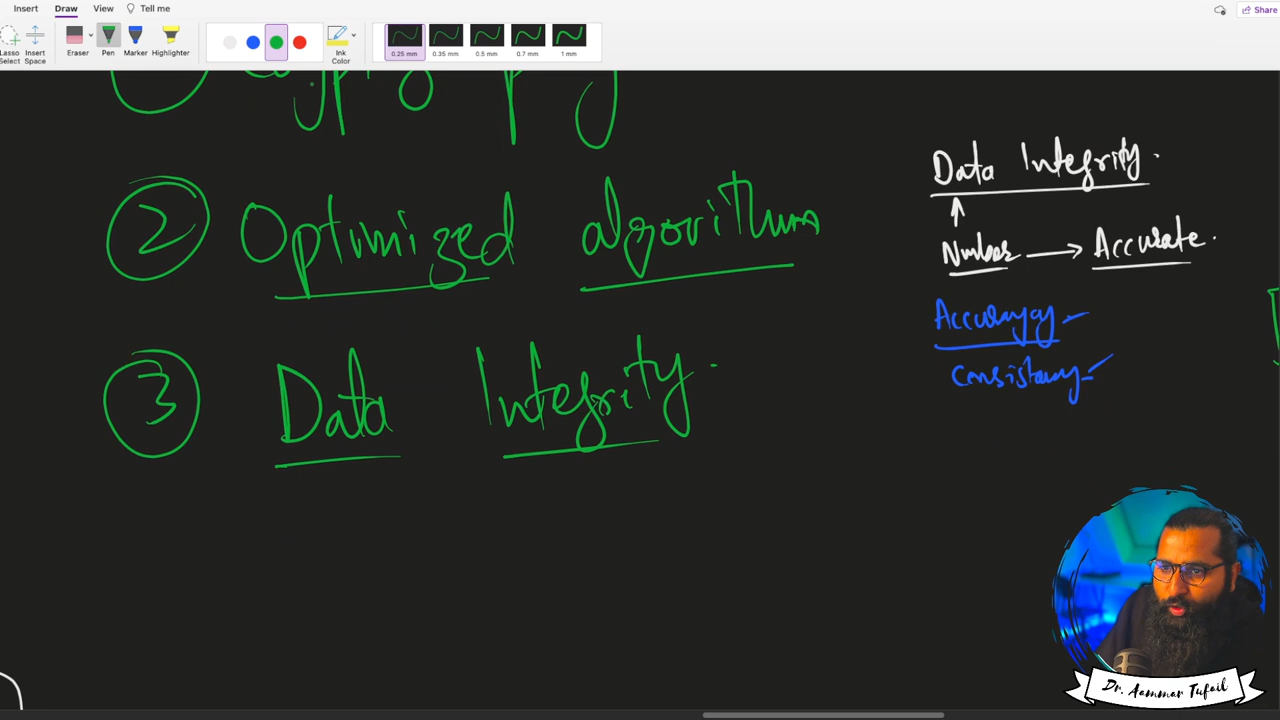 Insert Draw View Tell me
Share
Lasso Select
Insert Space
Eraser
Pen
Marker
Highlighter
Ink Color
0.25 mm
0.35 mm
0.5 mm
0.7 mm
1 mm
2 Optimized algorithms
3 Data Integrity.
Data Integrity.
Number → Accurate.
Accuracy
Consistency
Dr. Aammar Tufail